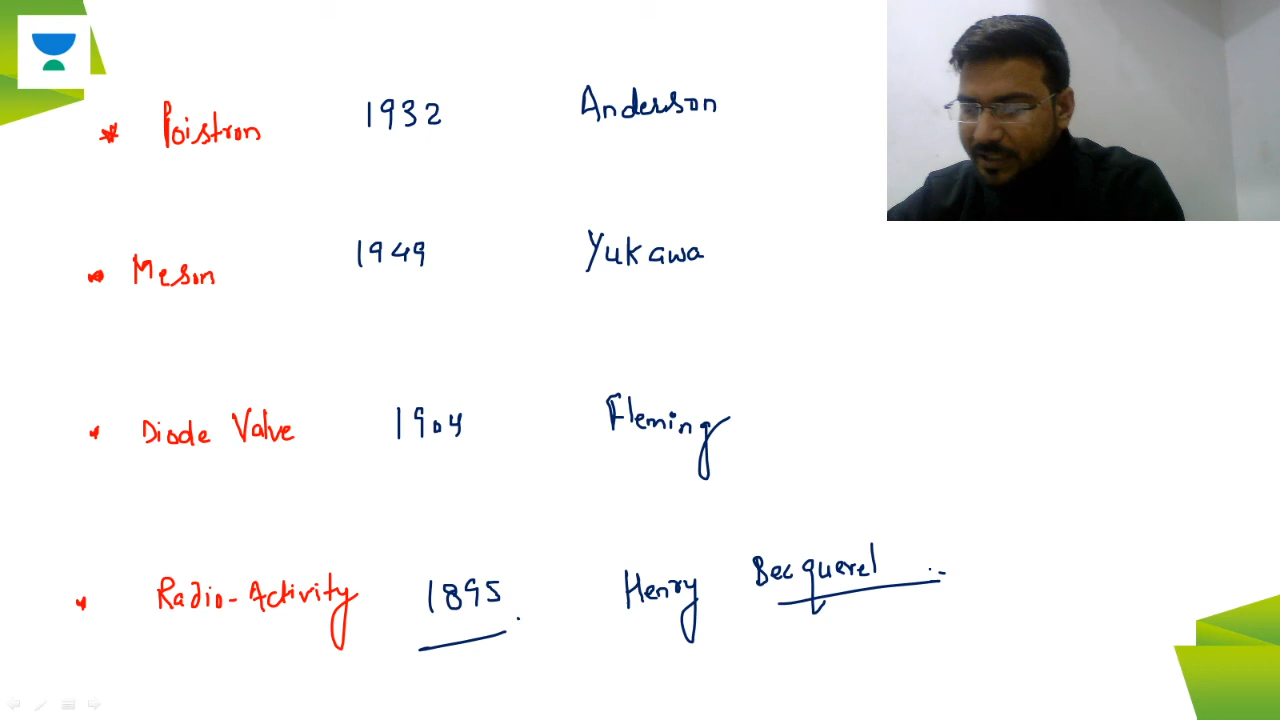 * Poistron 1932 Anderson
• Meson 1949 Yukawa
• Diode Valve 1904 Fleming
• Radio-Activity 1895. Henry Becquerel